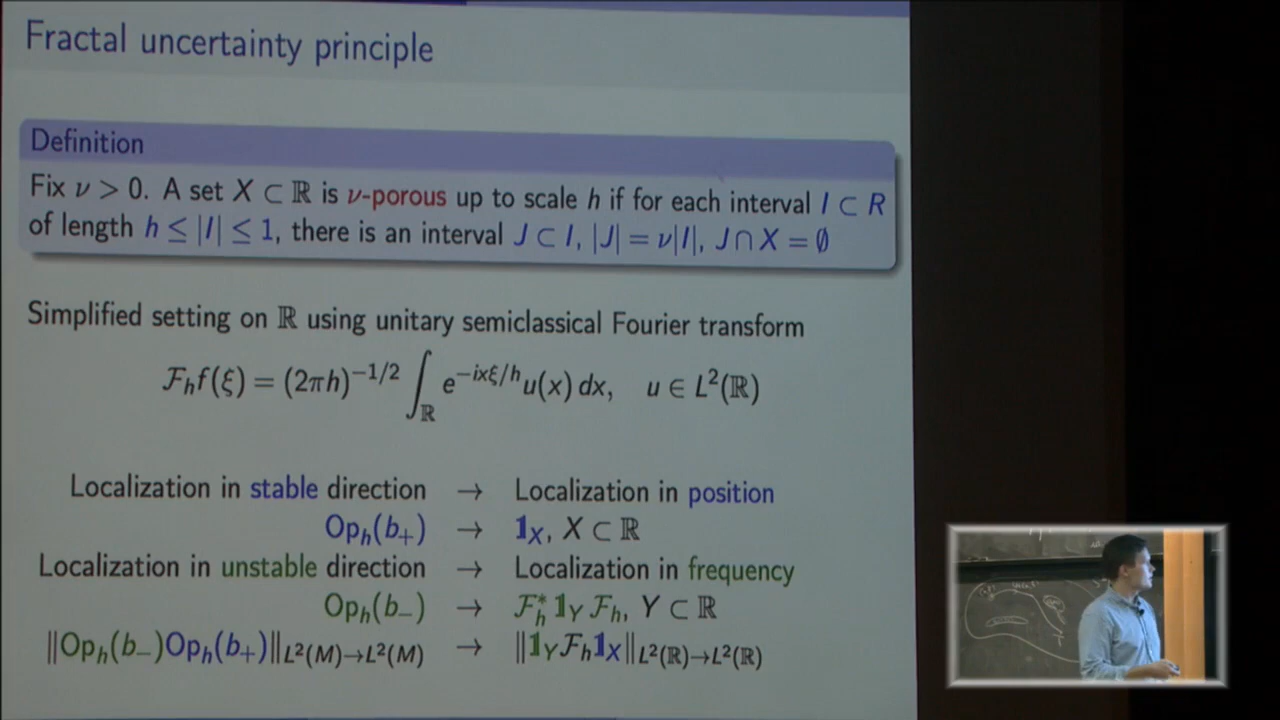 Fractal uncertainty principle
Definition
Fix ν > 0. A set X ⊂ ℝ is ν-porous up to scale h if for each interval I ⊂ R
of length h ≤ |I| ≤ 1, there is an interval J ⊂ I, |J| = ν|I|, J ∩ X = ∅
Simplified setting on ℝ using unitary semiclassical Fourier transform
ℱ_h f(ξ) = (2πh)^{-1/2} ∫_ℝ e^{-ixξ/h} u(x) dx, u ∈ L²(ℝ)
Localization in stable direction → Localization in position
Op_h(b_+) → 𝟙_X, X ⊂ ℝ
Localization in unstable direction → Localization in frequency
Op_h(b_-) → ℱ_h^* 𝟙_Y ℱ_h, Y ⊂ ℝ
‖Op_h(b_-)Op_h(b_+)‖_{L²(M)→L²(M)} → ‖𝟙_Y ℱ_h 𝟙_X‖_{L²(ℝ)→L²(ℝ)}